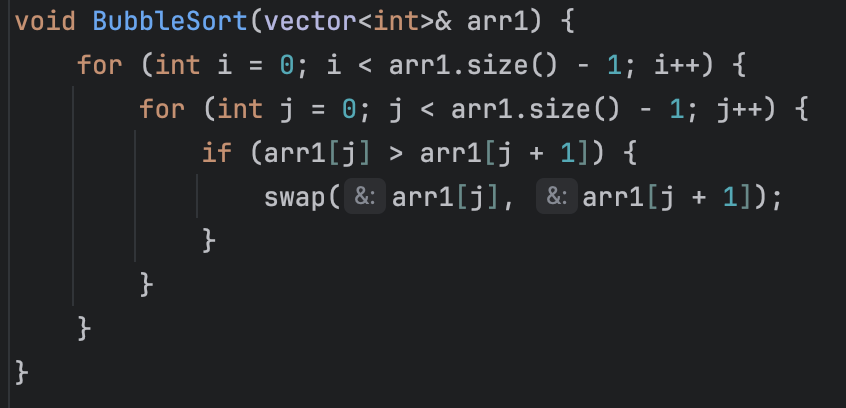 void BubbleSort(vector<int>& arr1) {
    for (int i = 0; i < arr1.size() - 1; i++) {
        for (int j = 0; j < arr1.size() - 1; j++) {
            if (arr1[j] > arr1[j + 1]) {
                swap(&: arr1[j], &: arr1[j + 1]);
            }
        }
    }
}